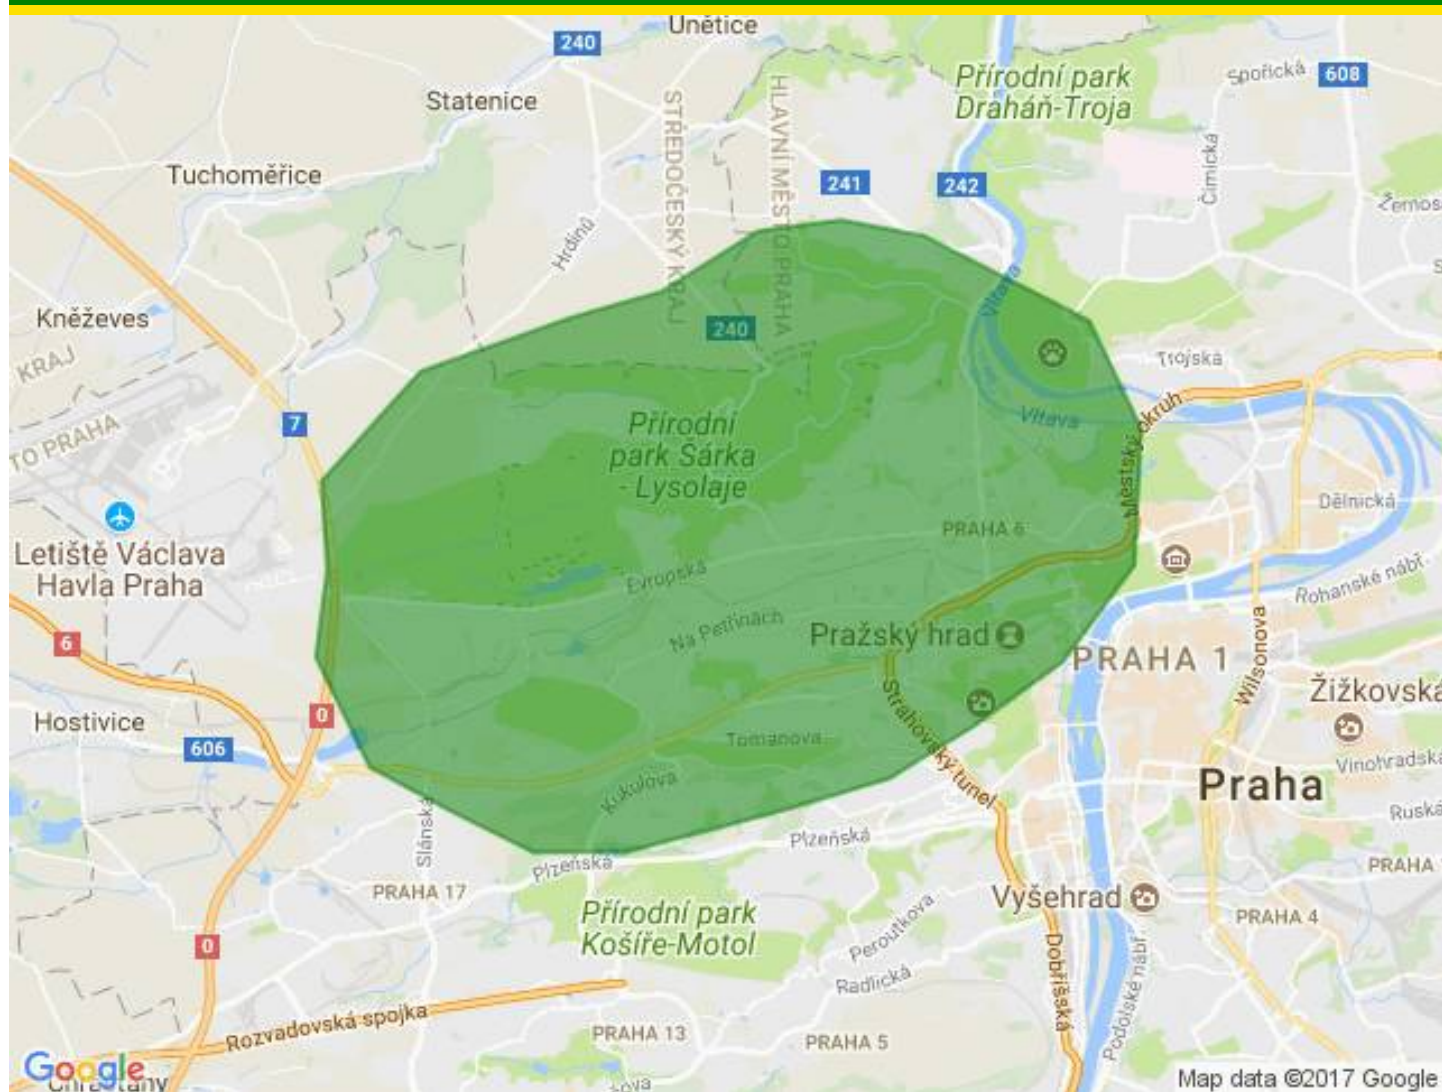 Únětice
240
Přírodní park
Draháň-Troja
Spořická
608
Statenice
STŘEDOČESKÝ KRAJ
HLAVNÍ MĚSTO PRAHA
Čimická
Tuchoměřice
241
242
Žernos
Hrdinů
Vltava
Kněževes
240
KRAJ
Trojská
7
Přírodní
park Šárka
- Lysolaje
Vltava
Městský okruh
TO PRAHA
Dělnická
PRAHA 6
Letiště Václava
Havla Praha
Evropská
Rohanské nábř.
6
Na Petřinách
Pražský hrad
PRAHA 1
Wilsonova
Žižkovská
Hostivice
0
606
Strahovský tunel
Tomanova
Vinohradská
Kukulova
Praha
Ruská
Slánská
Plzeňská
Plzeňská
PRAHA
PRAHA 17
Vyšehrad
Přírodní park
Košíře-Motol
PRAHA 4
Peroutkova
0
Radlická
Dobříšská
Podolské nábř.
Rozvadovská spojka
PRAHA 13
PRAHA 5
Google
Chrášťany
ova
Map data ©2017 Google